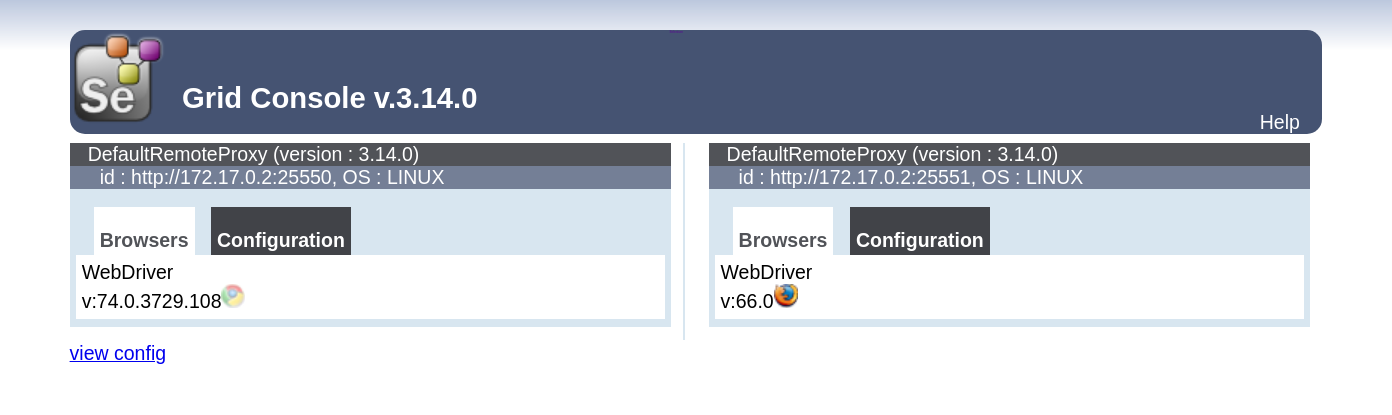 Se
Grid Console v.3.14.0
Help
DefaultRemoteProxy (version : 3.14.0)
id : http://172.17.0.2:25550, OS : LINUX
Browsers Configuration
WebDriver
v:74.0.3729.108
DefaultRemoteProxy (version : 3.14.0)
id : http://172.17.0.2:25551, OS : LINUX
Browsers Configuration
WebDriver
v:66.0
view config